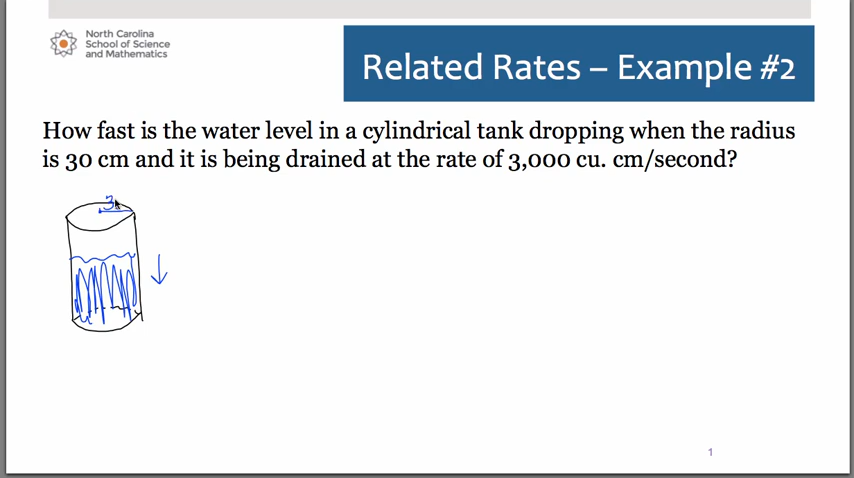 North Carolina
School of Science
and Mathematics
Related Rates – Example #2
How fast is the water level in a cylindrical tank dropping when the radius
is 30 cm and it is being drained at the rate of 3,000 cu. cm/second?
3
1